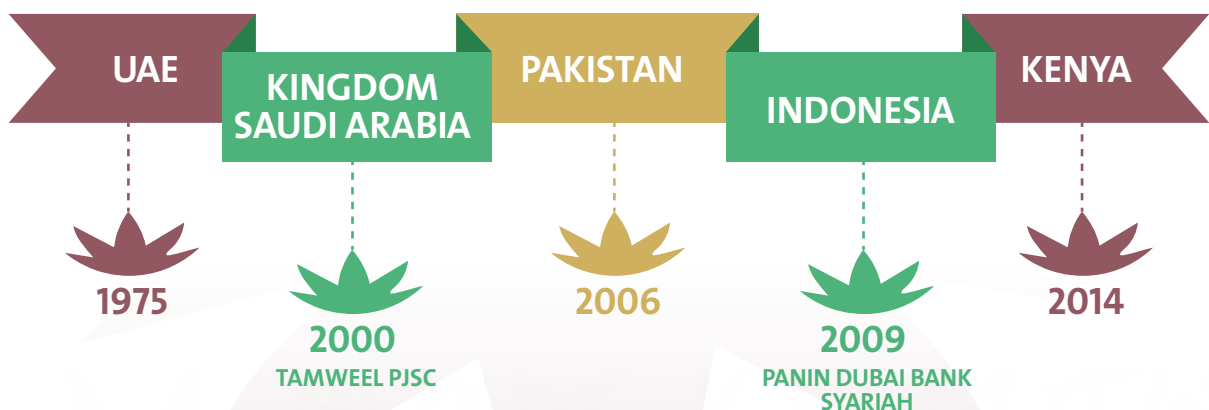 UAE
1975
KINGDOM
SAUDI ARABIA
2000
TAMWEEL PJSC
PAKISTAN
2006
INDONESIA
2009
PANIN DUBAI BANK
SYARIAH
KENYA
2014